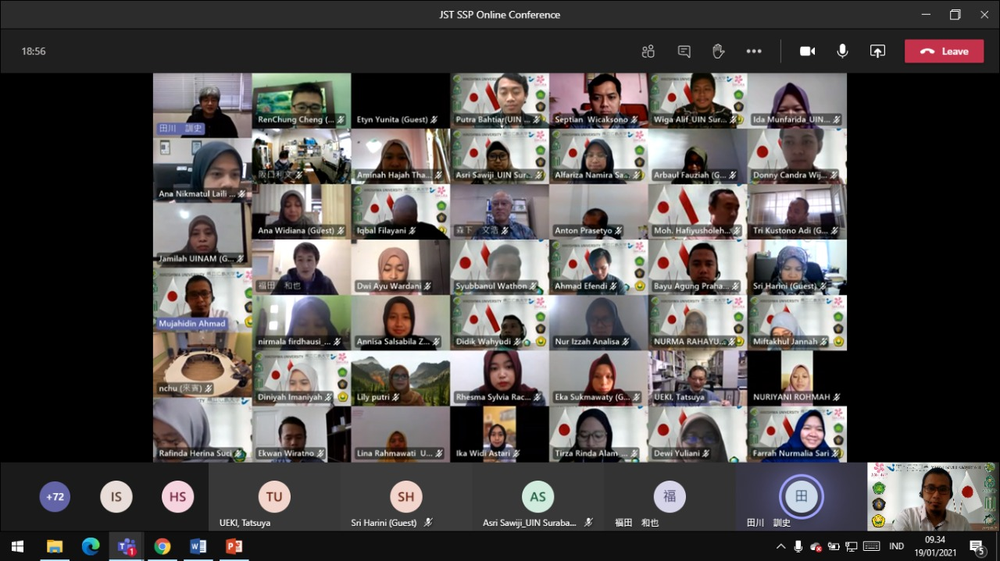 JST SSP Online Conference
18:56
Leave
田川 訓史
RenChung Cheng (...
Etyn Yunita (Guest)
Putra Bahtiar(UIN ...
Septian Wicaksono
Wiga Alif_UIN Sur...
Ida Munfarida_UIN...
Ana Nikmatul Laili ...
阪口利文
Aminah Hajah Tha...
Asri Sawiji_UIN Sur...
Alfariza Namira Sa...
Arbaul Fauziah (G...
Donny Candra Wij...
Jamilah UINAM (G...
Ana Widiana (Guest)
Iqbal Filayani
森下 文浩
Anton Prasetyo
Moh. Hafiyusholeh...
Tri Kustono Adi (G...
Mujahidin Ahmad
福田 和也
Dwi Ayu Wardani
Syubbanul Wathon
Ahmad Efendi
Bayu Agung Praha...
Sri Harini (Guest)
nchu (來賓)
nirmala firdhausi_...
Annisa Salsabila Z...
Didik Wahyudi
Nur Izzah Analisa
NURMA RAHAYU...
Miftakhul Jannah
Diniyah Imaniyah
Lily putri
Rhesma Sylvia Rac...
Eka Sukmawaty (G...
UEKI, Tatsuya
NURIYANI ROHMAH
Rafinda Herina Suci
Ekwan Wiratno
Lina Rahmawati U...
Ika Widi Astari
Tirza Rinda Alam ...
Dewi Yuliani
Farrah Nurmalia Sari
+72
IS
HS
TU
UEKI, Tatsuya
SH
Sri Harini (Guest)
AS
Asri Sawiji_UIN Suraba...
福
福田 和也
田
田川 訓史
1
IND
09.34
19/01/2021
5